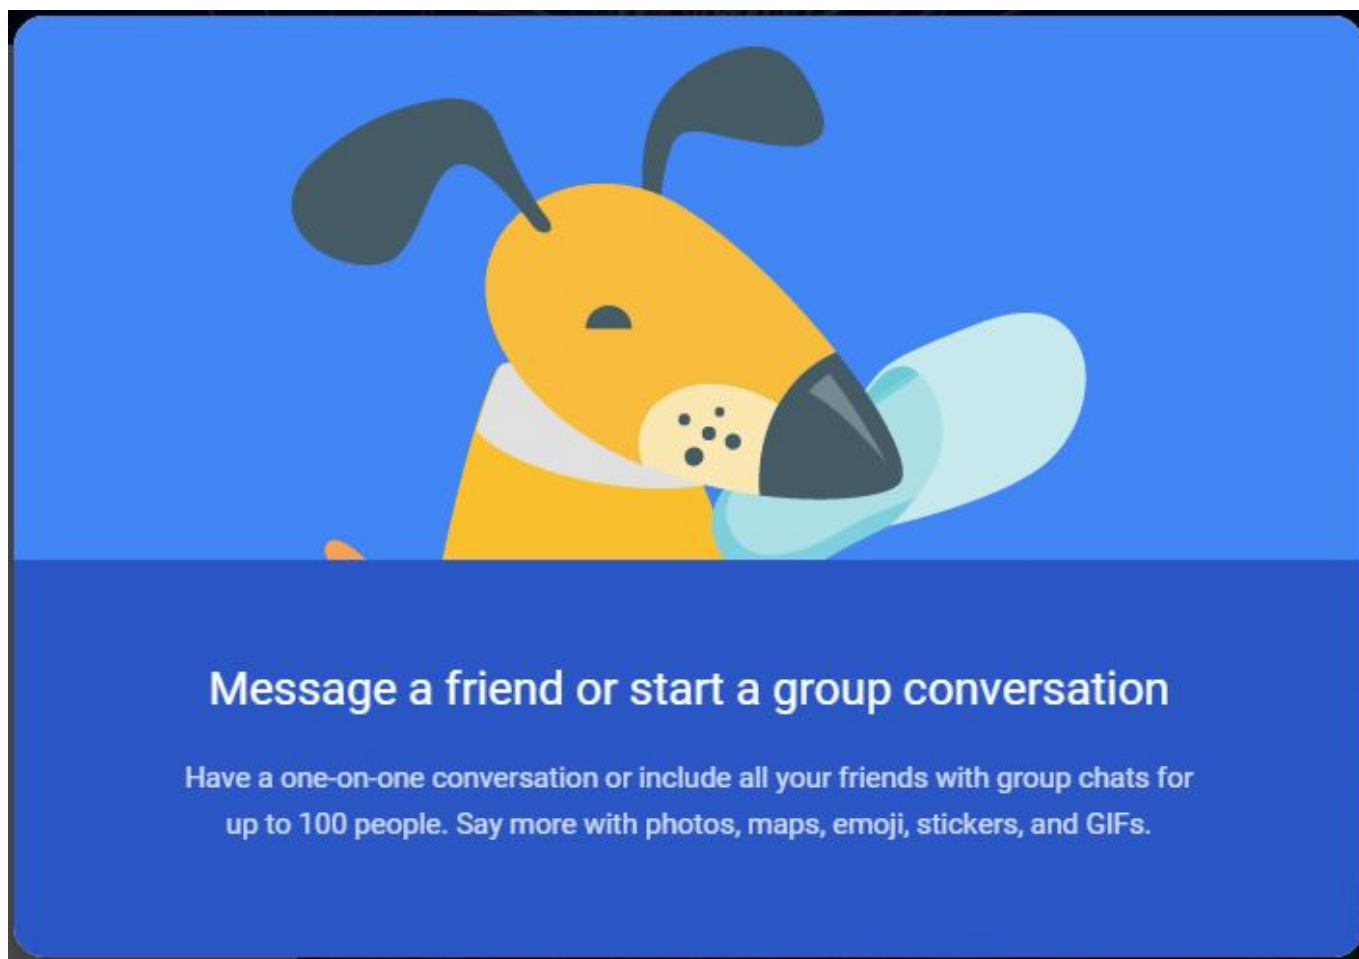 Message a friend or start a group conversation
Have a one-on-one conversation or include all your friends with group chats for
up to 100 people. Say more with photos, maps, emoji, stickers, and GIFs.